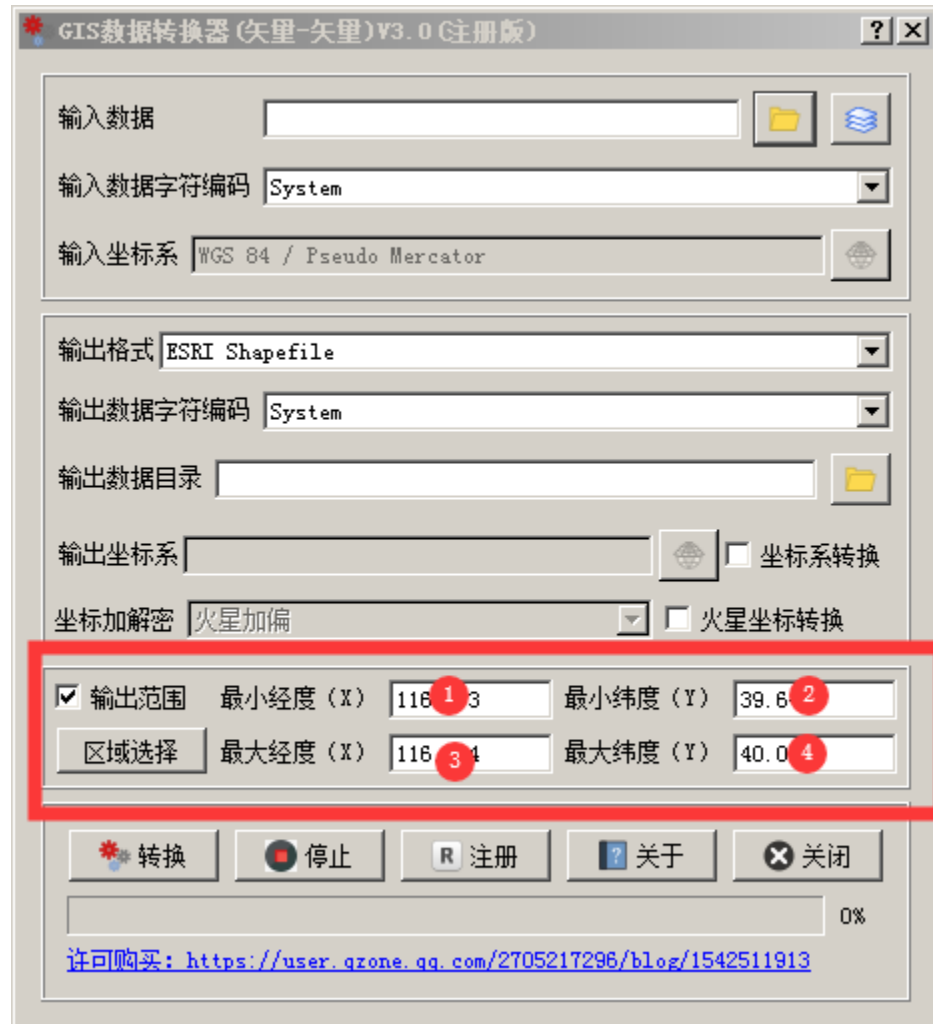 GIS数据转换器(矢量-矢量)V3.0(注册版)
输入数据
输入数据字符编码 System
输入坐标系 WGS 84 / Pseudo Mercator
输出格式 ESRI Shapefile
输出数据字符编码 System
输出数据目录
输出坐标系 坐标系转换
坐标加解密 火星加偏 火星坐标转换
输出范围 最小经度（X） 116 1 3 最小纬度（Y） 39.6 2
区域选择 最大经度（X） 116. 3 4 最大纬度（Y） 40.0 4
转换 停止 R 注册 ? 关于 关闭
0%
许可购买：https://user.qzone.qq.com/2705217296/blog/1542511913